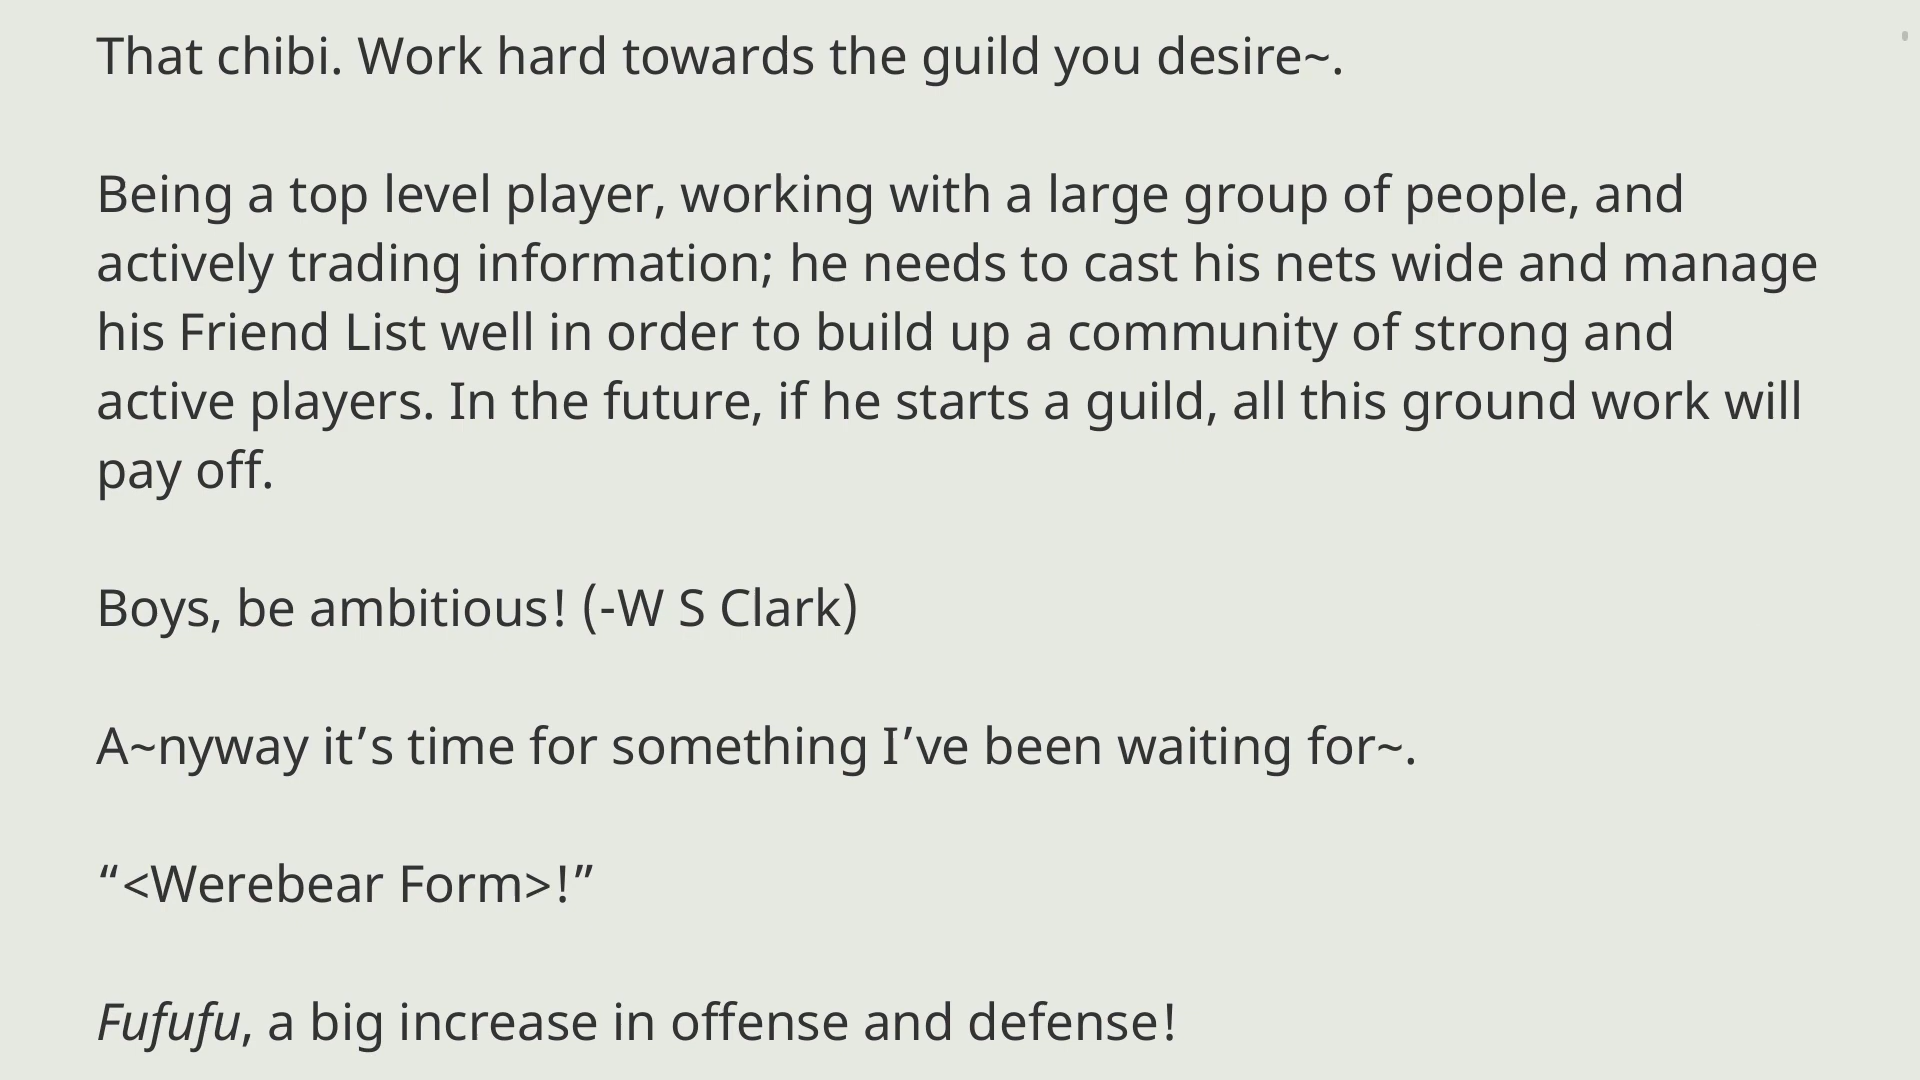 That chibi. Work hard towards the guild you desire~.
Being a top level player, working with a large group of people, and
actively trading information; he needs to cast his nets wide and manage
his Friend List well in order to build up a community of strong and
active players. In the future, if he starts a guild, all this ground work will
pay off.
Boys, be ambitious! (-W S Clark)
A~nyway it’s time for something I’ve been waiting for~.
“<Werebear Form>!”
Fufufu, a big increase in offense and defense!